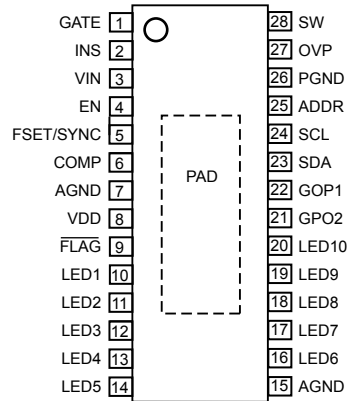 GATE 1 28 SW
INS 2 27 OVP
VIN 3 26 PGND
EN 4 25 ADDR
FSET/SYNC 5 24 SCL
COMP 6 23 SDA
PAD
AGND 7 22 GOP1
VDD 8 21 GPO2
FLAG 9 20 LED10
LED1 10 19 LED9
LED2 11 18 LED8
LED3 12 17 LED7
LED4 13 16 LED6
LED5 14 15 AGND